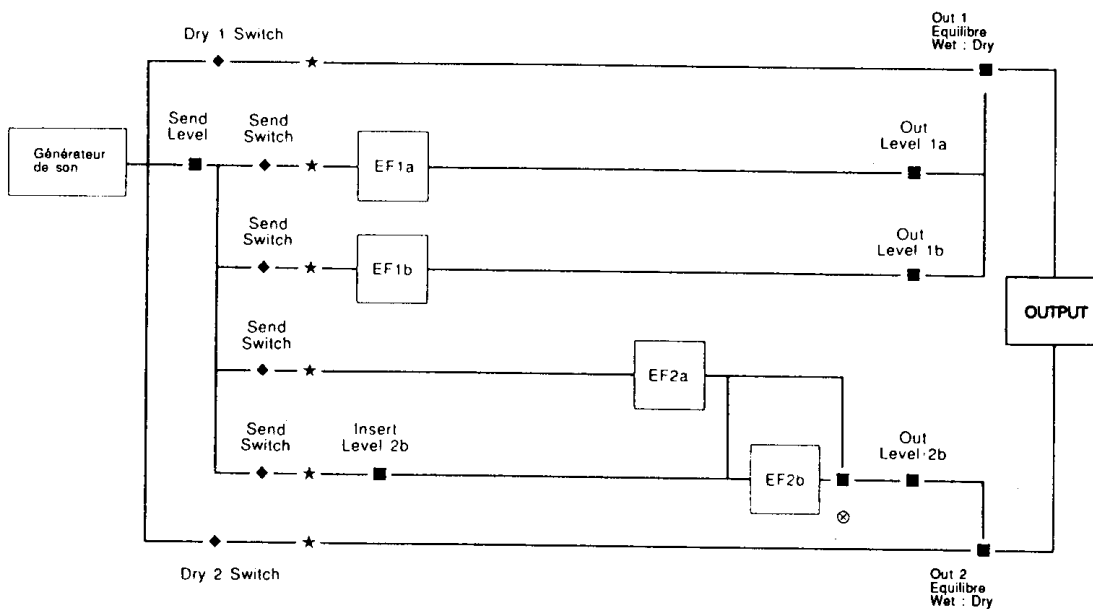 Dry 1 Switch
Out 1
Equilibre
Wet : Dry
Générateur
de son
Send
Level
Send
Switch
EF1a
Out
Level 1a
Send
Switch
EF1b
Out
Level 1b
Send
Switch
EF2a
OUTPUT
Send
Switch
Insert
Level 2b
EF2b
Out
Level 2b
Dry 2 Switch
Out 2
Equilibre
Wet : Dry